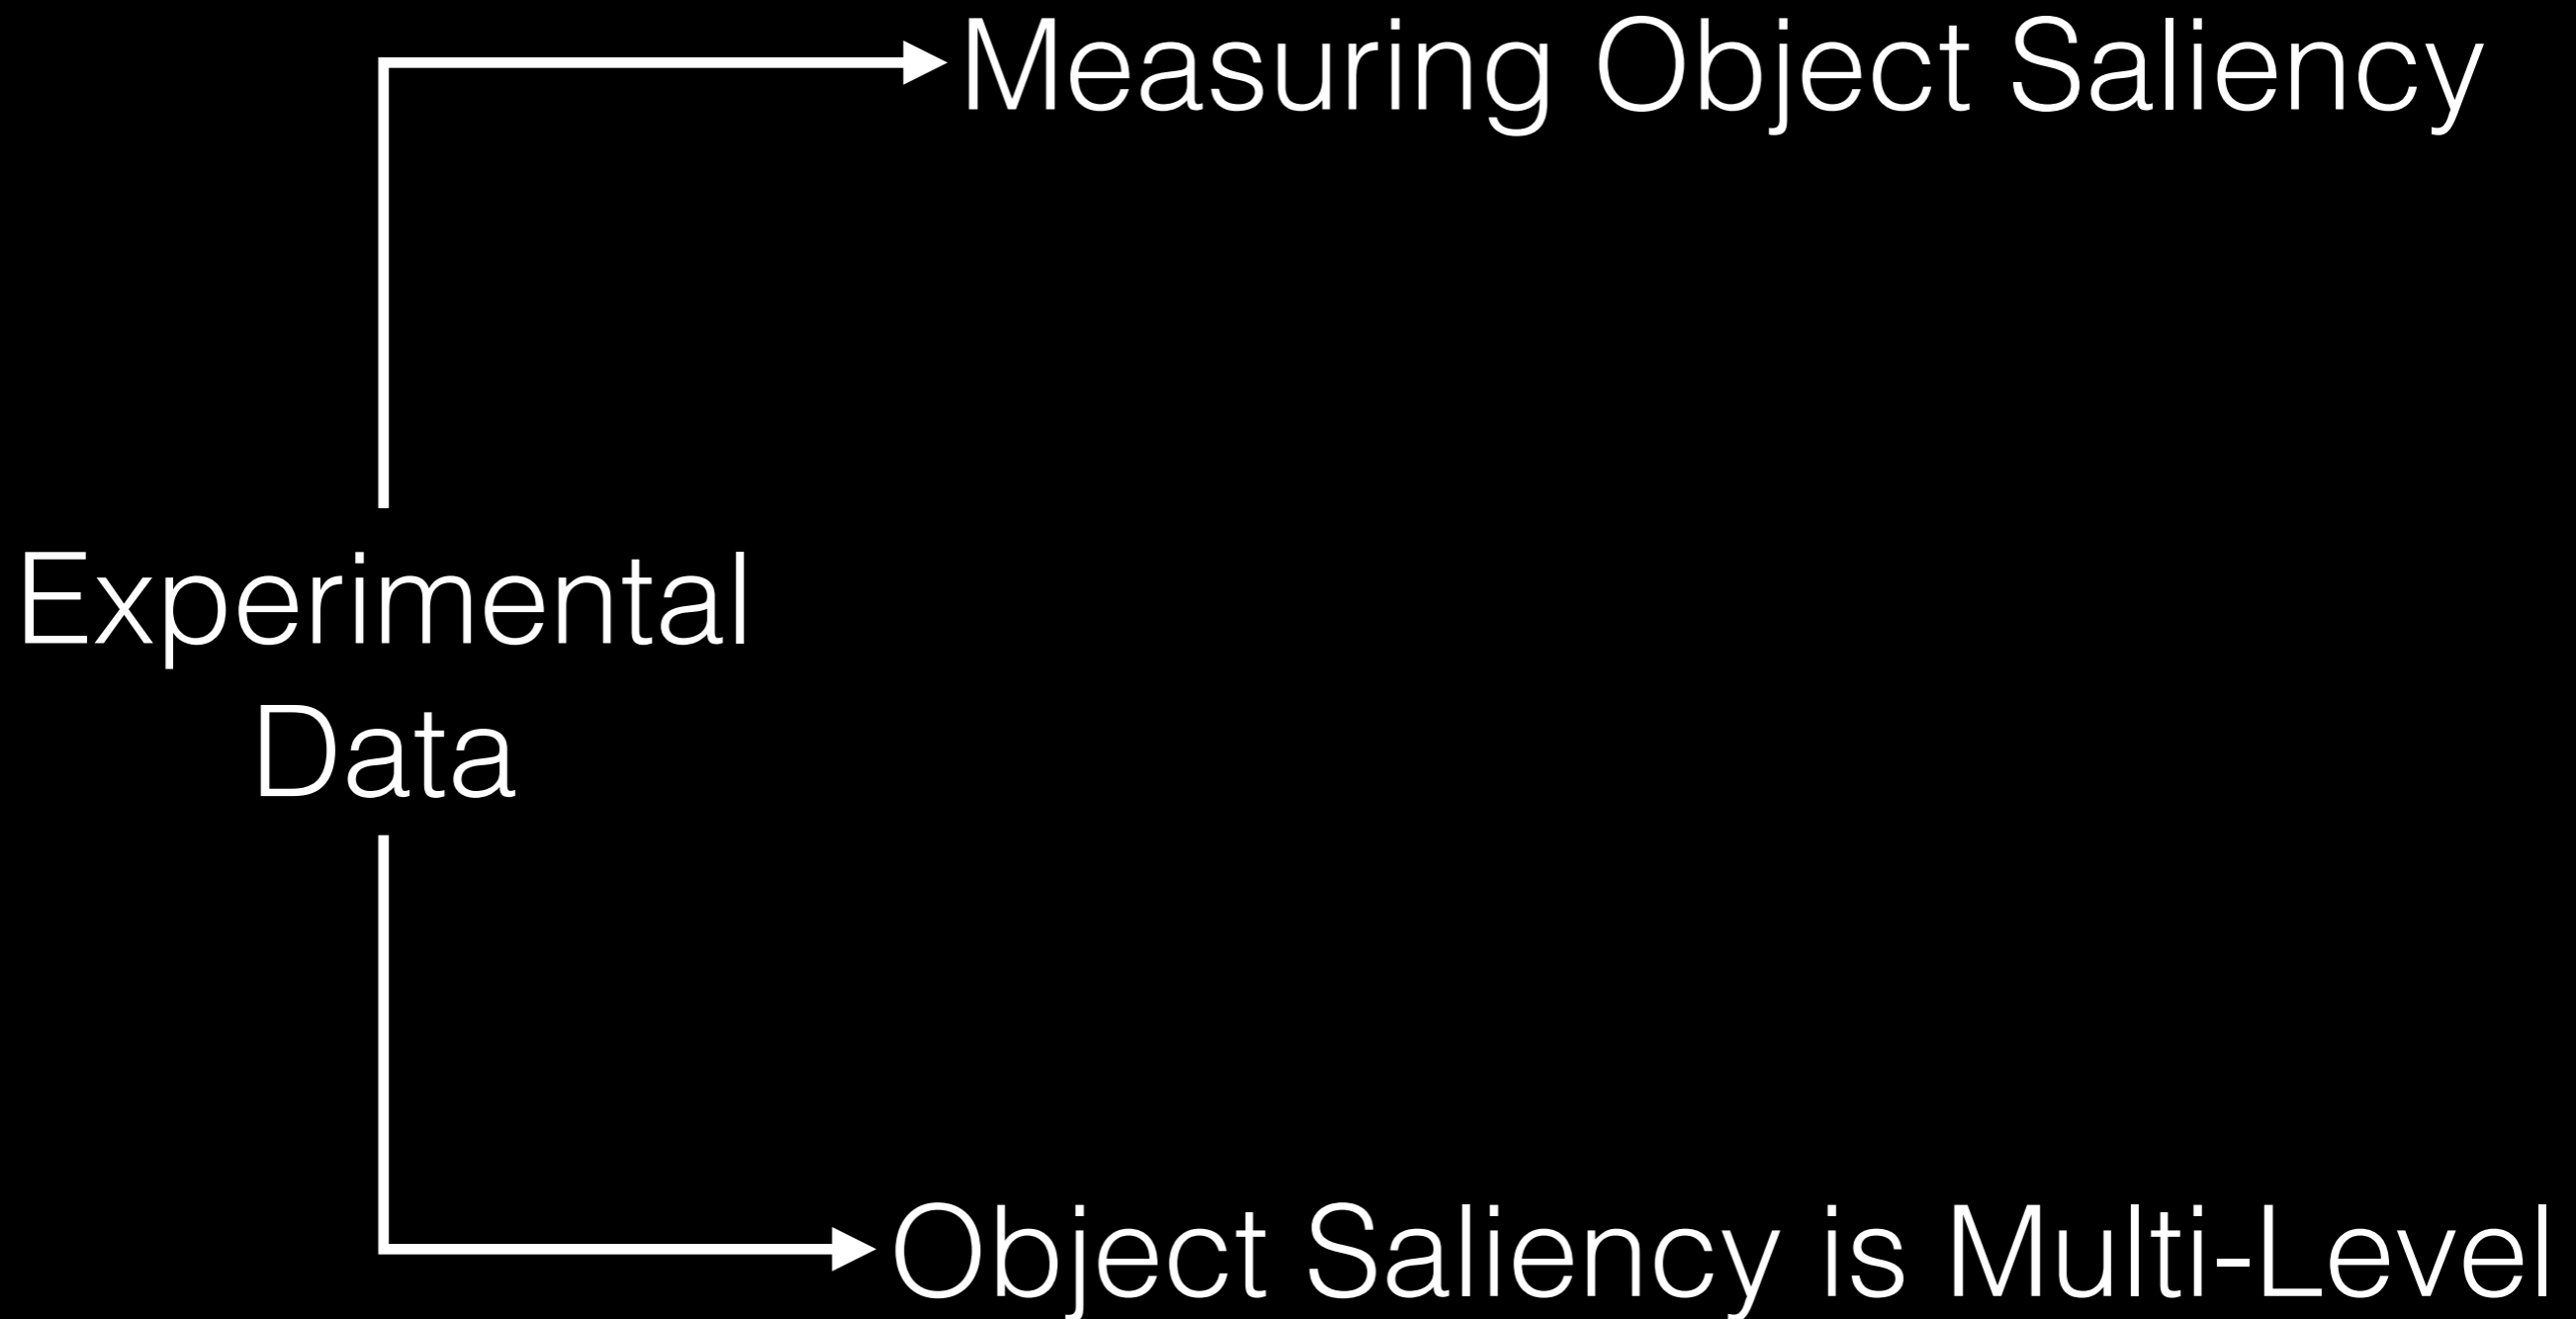 Measuring Object Saliency
Experimental
Data
Object Saliency is Multi-Level